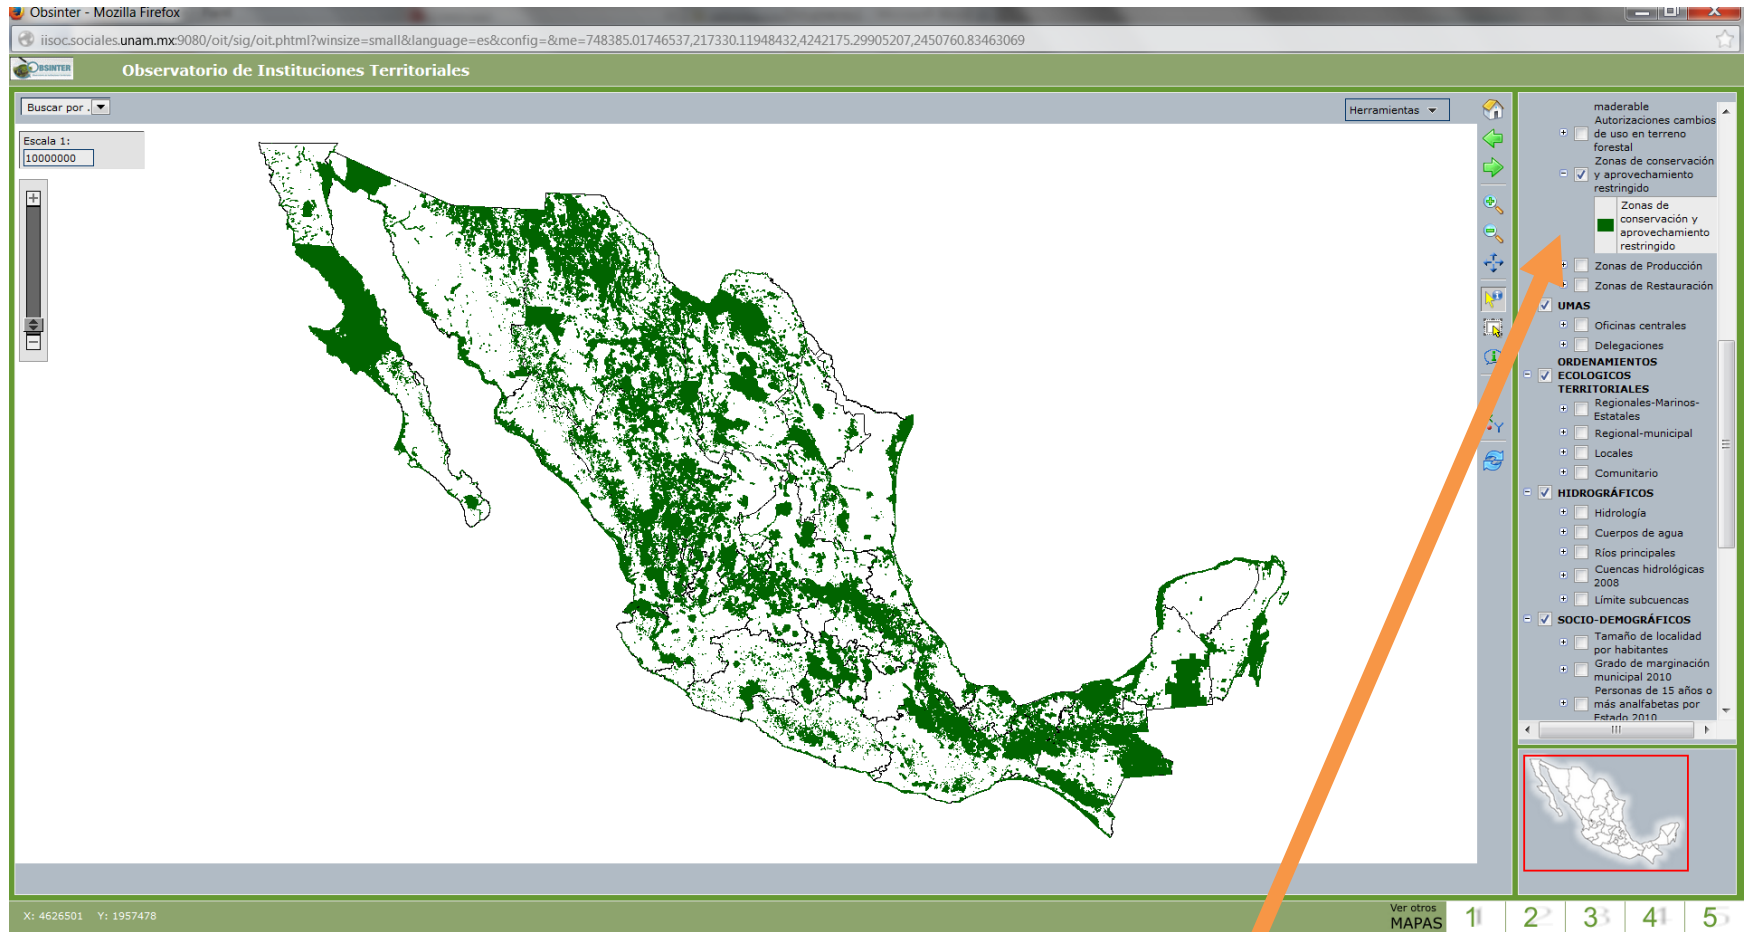 Obsinter - Mozilla Firefox
iisoc.sociales.unam.mx:9080/oit/sig/oit.phtml?winsize=small&language=es&config=&me=748385.01746537,217330.11948432,4242175.29905207,2450760.83463069
OBSINTER
Observatorio de Instituciones Territoriales
Buscar por .
Herramientas
Escala 1:
10000000
maderable
Autorizaciones cambios
de uso en terreno
forestal
Zonas de conservación
y aprovechamiento
restringido
Zonas de
conservación y
aprovechamiento
restringido
Zonas de Producción
Zonas de Restauración
UMAS
Oficinas centrales
Delegaciones
ORDENAMIENTOS
ECOLOGICOS
TERRITORIALES
Regionales-Marinos-
Estatales
Regional-municipal
Locales
Comunitario
HIDROGRÁFICOS
Hidrología
Cuerpos de agua
Ríos principales
Cuencas hidrológicas
2008
Límite subcuencas
SOCIO-DEMOGRÁFICOS
Tamaño de localidad
por habitantes
Grado de marginación
municipal 2010
Personas de 15 años o
más analfabetas por
Estado 2010
X: 4626501 Y: 1957478
Ver otros
MAPAS
1 2 3 4 5